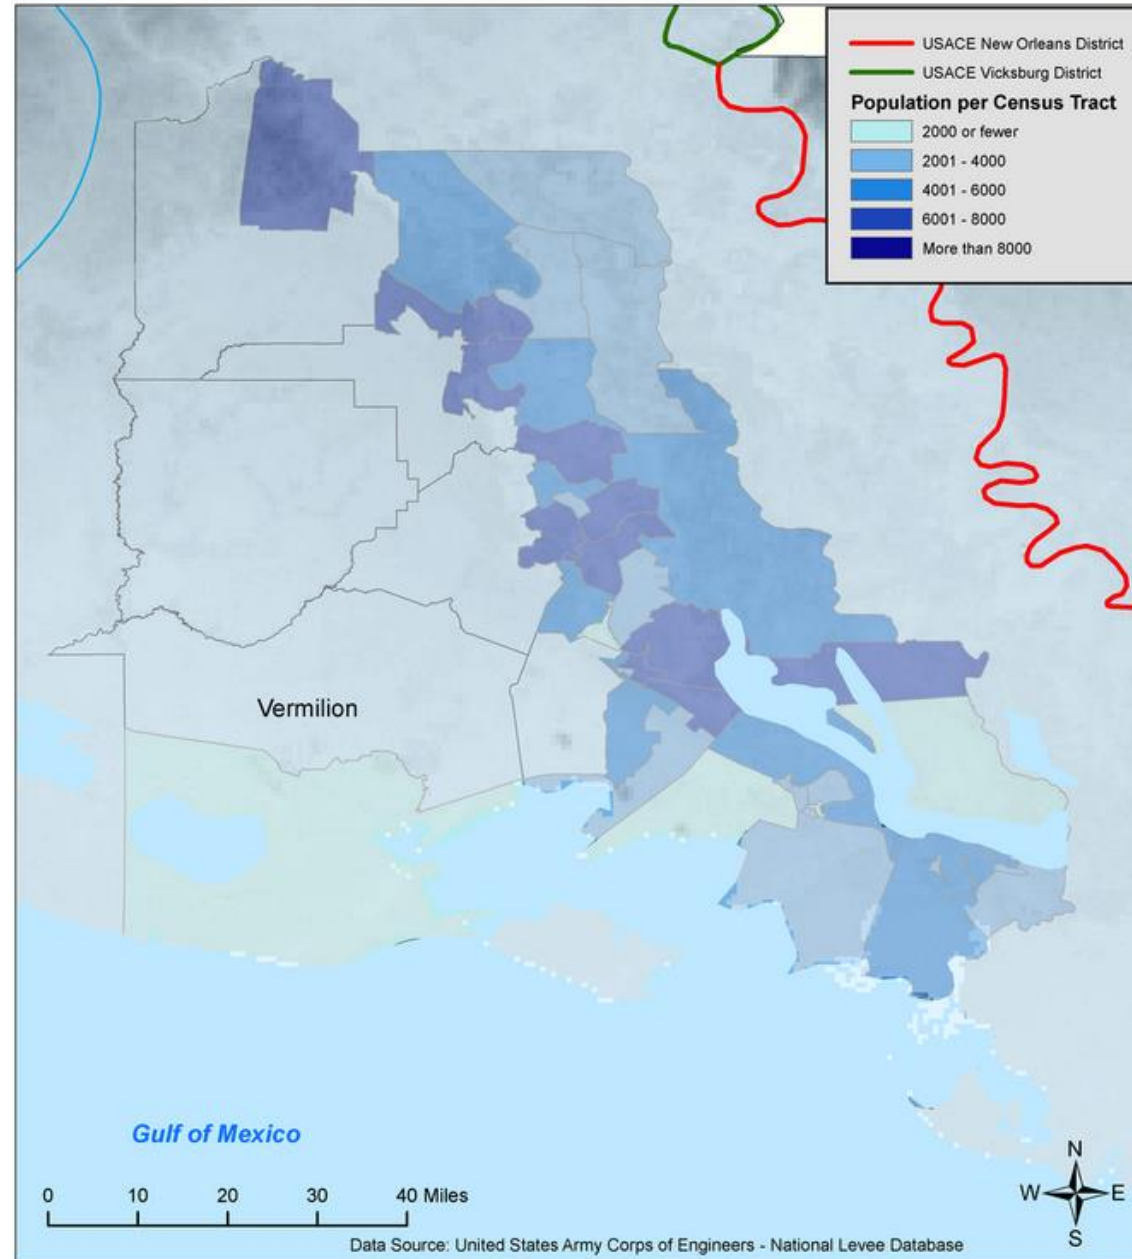 USACE New Orleans District
USACE Vicksburg District
Population per Census Tract
2000 or fewer
2001 - 4000
4001 - 6000
6001 - 8000
More than 8000
Vermilion
Gulf of Mexico
0 10 20 30 40 Miles
N
W E
S
Data Source: United States Army Corps of Engineers - National Levee Database